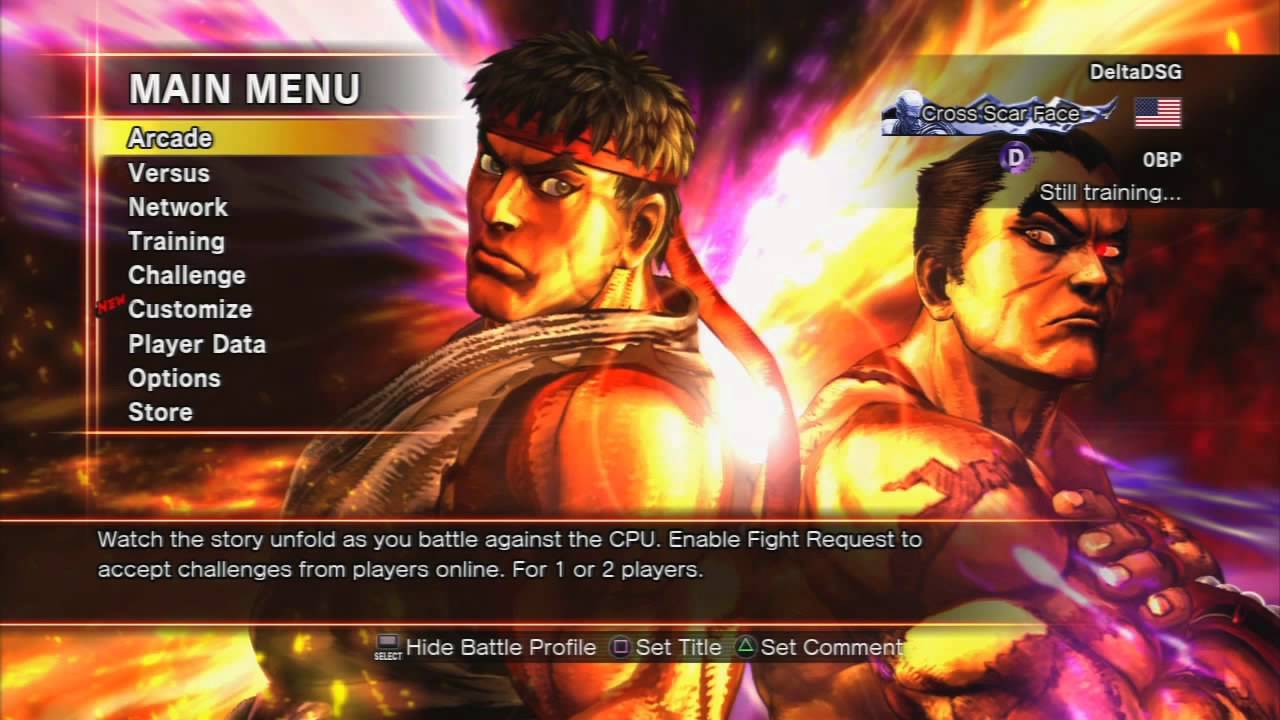 MAIN MENU
Arcade
Versus
Network
Training
Challenge
NEW
Customize
Player Data
Options
Store
DeltaDSG
Cross Scar Face
D
0BP
Still training...
Watch the story unfold as you battle against the CPU. Enable Fight Request to
accept challenges from players online. For 1 or 2 players.
SELECT Hide Battle Profile Set Title Set Comment